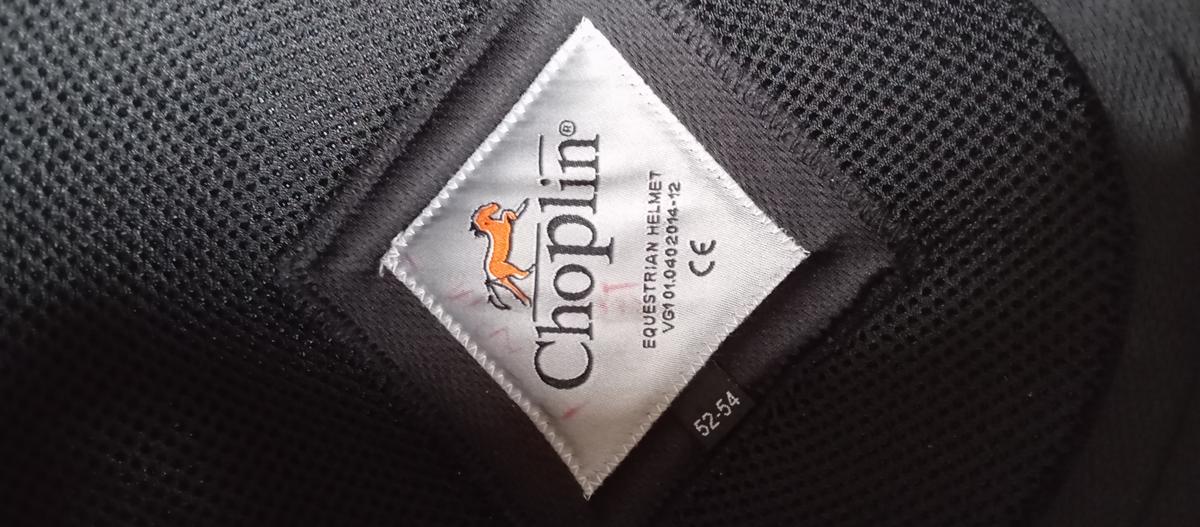 Choplin®
EQUESTRIAN HELMET
VG1 01.040 2014-12
CE
52-54